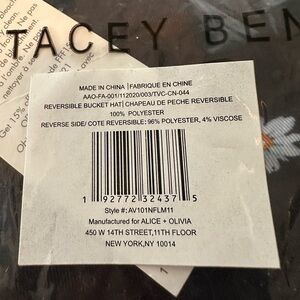 TACEY BEN
MADE IN CHINA | FABRIQUE EN CHINE
AAO-FA-001/112020/003/TVC-CN-044
REVERSIBLE BUCKET HAT| CHAPEAU DE PECHE REVERSIBLE
100% POLYESTER
REVERSE SIDE/ COTE REVERSIBLE: 96% POLYESTER, 4% VISCOSE
1 92772 32437 5
Style #: AV101NFLM11
Manufactured for ALICE + OLIVIA
450 W 14TH STREET,11TH FLOOR
NEW YORK,NY 10014
Get 15%